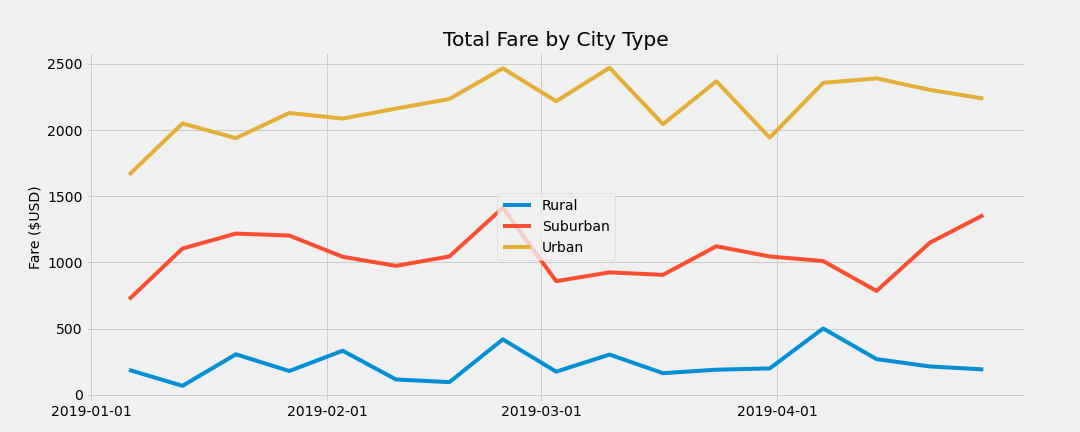 Total Fare by City Type
Fare ($USD)
2500
2000
1500
1000
500
0
Rural
Suburban
Urban
2019-01-01 2019-02-01 2019-03-01 2019-04-01